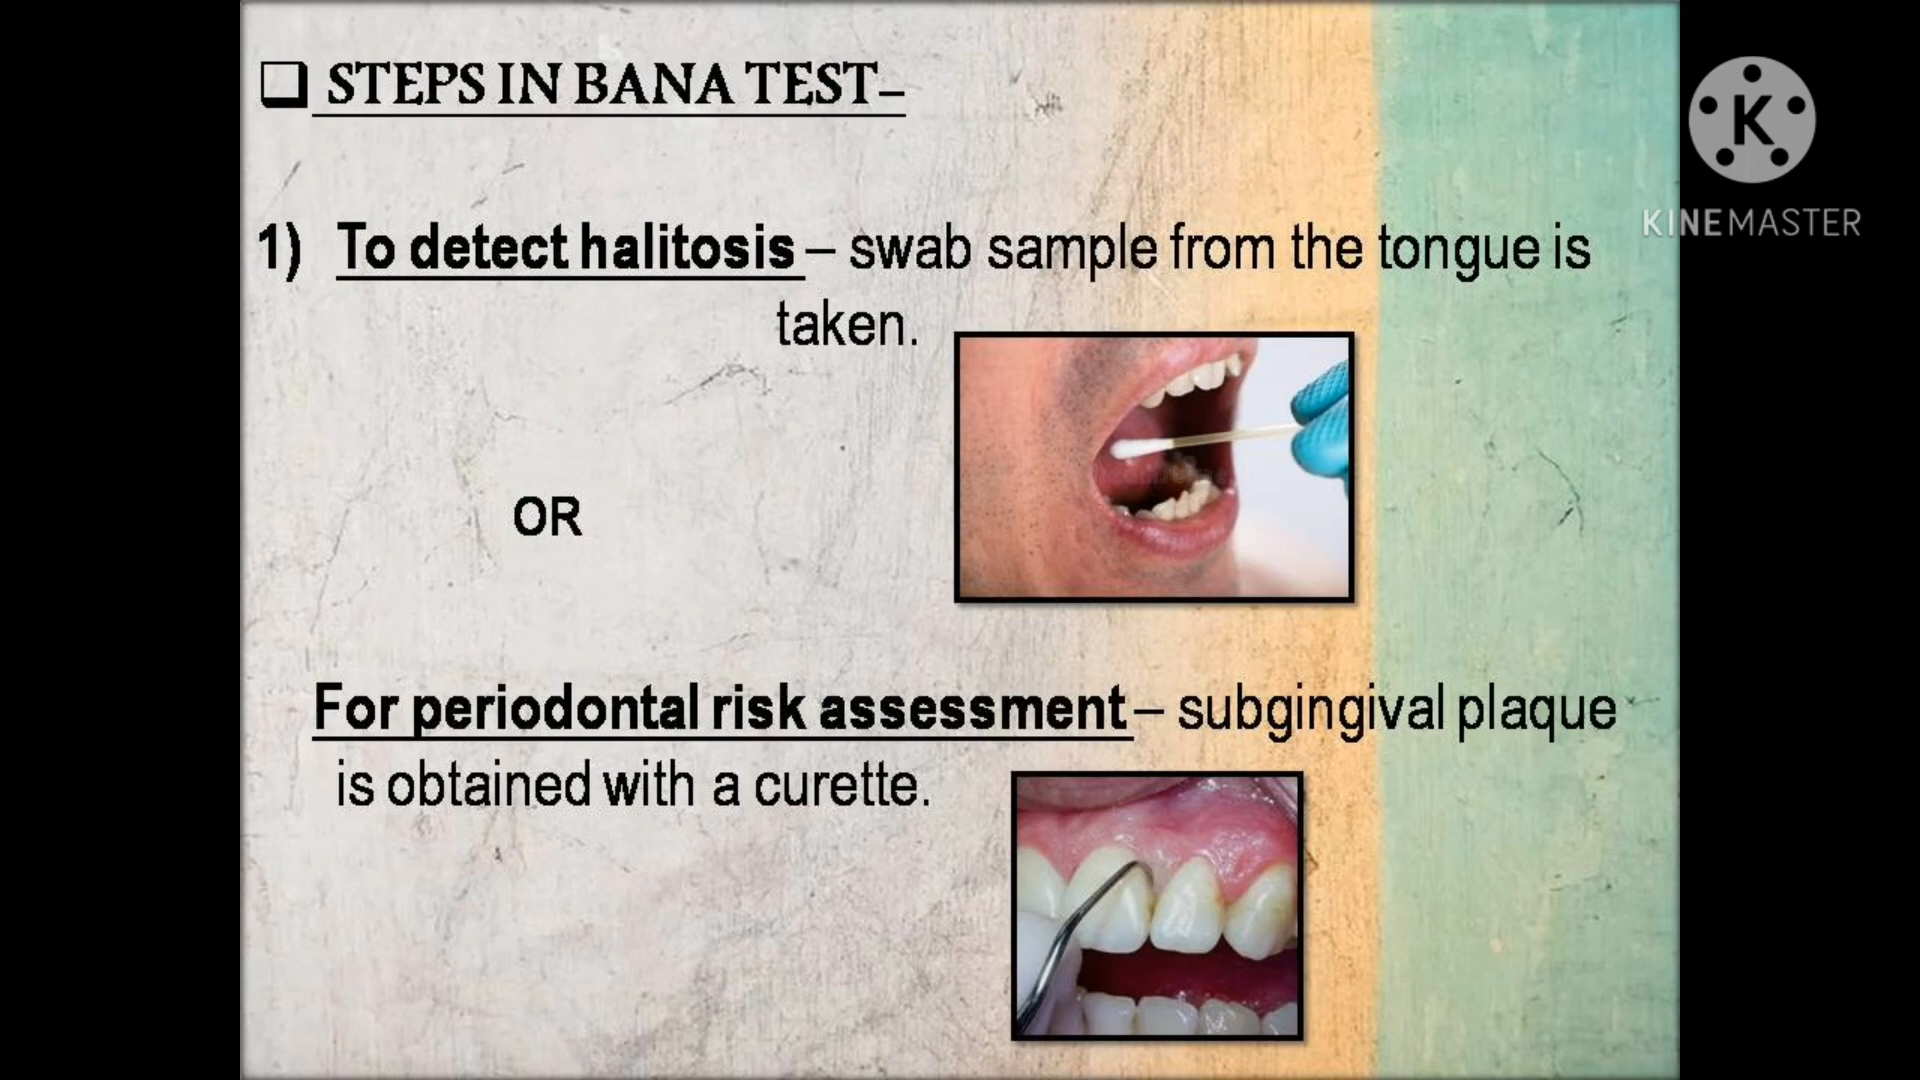 STEPS IN BANA TEST–
1) To detect halitosis – swab sample from the tongue is
taken.
OR
For periodontal risk assessment – subgingival plaque
is obtained with a curette.
K
KINEMASTER